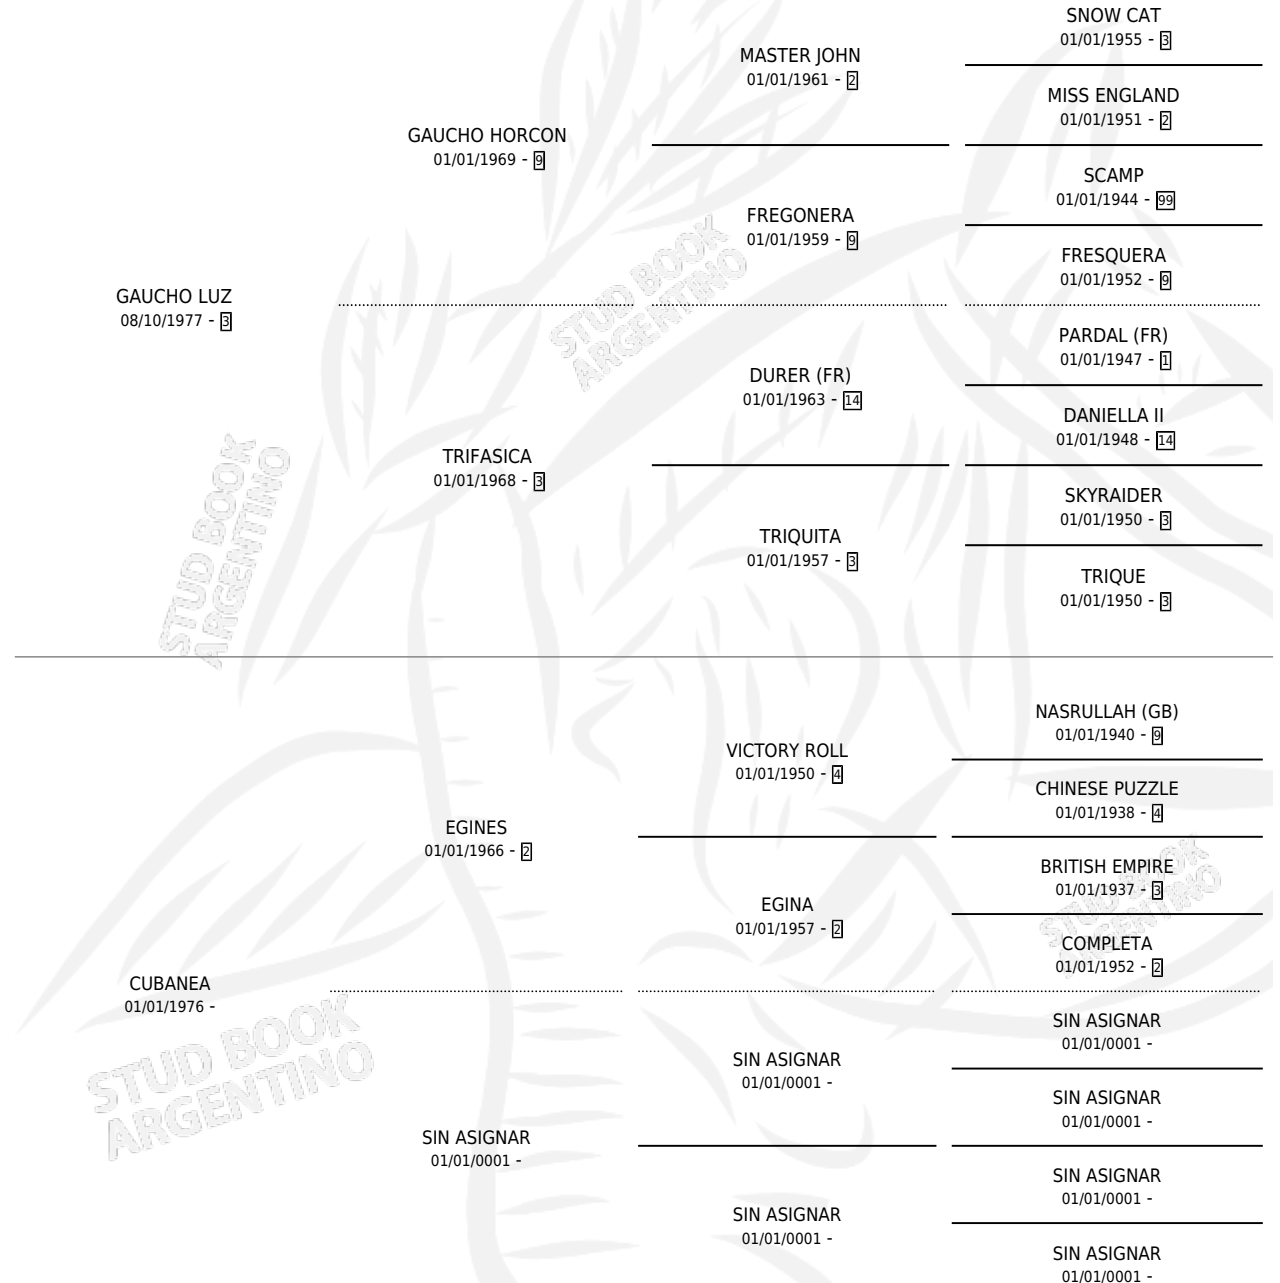 SNOW CAT
01/01/1955 - 3
MASTER JOHN
01/01/1961 - 2
MISS ENGLAND
01/01/1951 - 2
GAUCHO HORCON
01/01/1969 - 9
SCAMP
01/01/1944 - 99
FREGONERA
01/01/1959 - 9
FRESQUERA
01/01/1952 - 9
GAUCHO LUZ
08/10/1977 - 3
STUD BOOK
ARGENTINO
PARDAL (FR)
01/01/1947 - 1
DURER (FR)
01/01/1963 - 14
DANIELLA II
01/01/1948 - 14
TRIFASICA
01/01/1968 - 3
SKYRAIDER
01/01/1950 - 3
TRIQUITA
01/01/1957 - 3
TRIQUE
01/01/1950 - 3
STUD BOOK
ARGENTINO
NASRULLAH (GB)
01/01/1940 - 9
VICTORY ROLL
01/01/1950 - 4
CHINESE PUZZLE
01/01/1938 - 4
EGINES
01/01/1966 - 2
BRITISH EMPIRE
01/01/1937 - 3
EGINA
01/01/1957 - 2
COMPLETA
01/01/1952 - 2
STUD BOOK
ARGENTINO
CUBANEA
01/01/1976 -
SIN ASIGNAR
01/01/0001 -
SIN ASIGNAR
01/01/0001 -
SIN ASIGNAR
01/01/0001 -
STUD BOOK
ARGENTINO
SIN ASIGNAR
01/01/0001 -
SIN ASIGNAR
01/01/0001 -
SIN ASIGNAR
01/01/0001 -
SIN ASIGNAR
01/01/0001 -